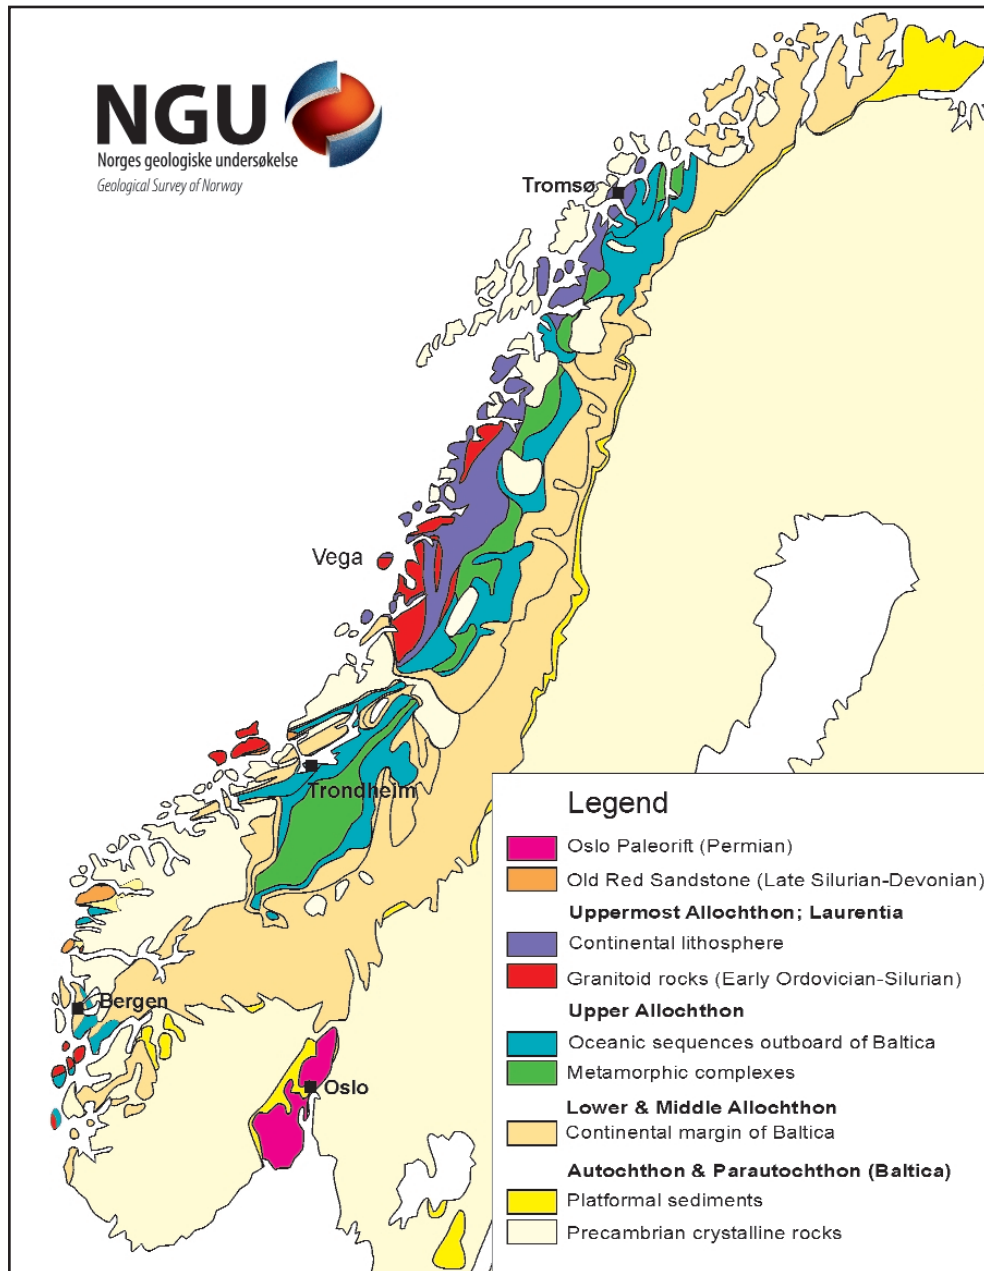 NGU
Norges geologiske undersøkelse
Geological Survey of Norway
Tromsø
Vega
Trondheim
Bergen
Oslo
Legend
Oslo Paleorift (Permian)
Old Red Sandstone (Late Silurian-Devonian)
Uppermost Allochthon; Laurentia
Continental lithosphere
Granitoid rocks (Early Ordovician-Silurian)
Upper Allochthon
Oceanic sequences outboard of Baltica
Metamorphic complexes
Lower & Middle Allochthon
Continental margin of Baltica
Autochthon & Parautochthon (Baltica)
Platformal sediments
Precambrian crystalline rocks